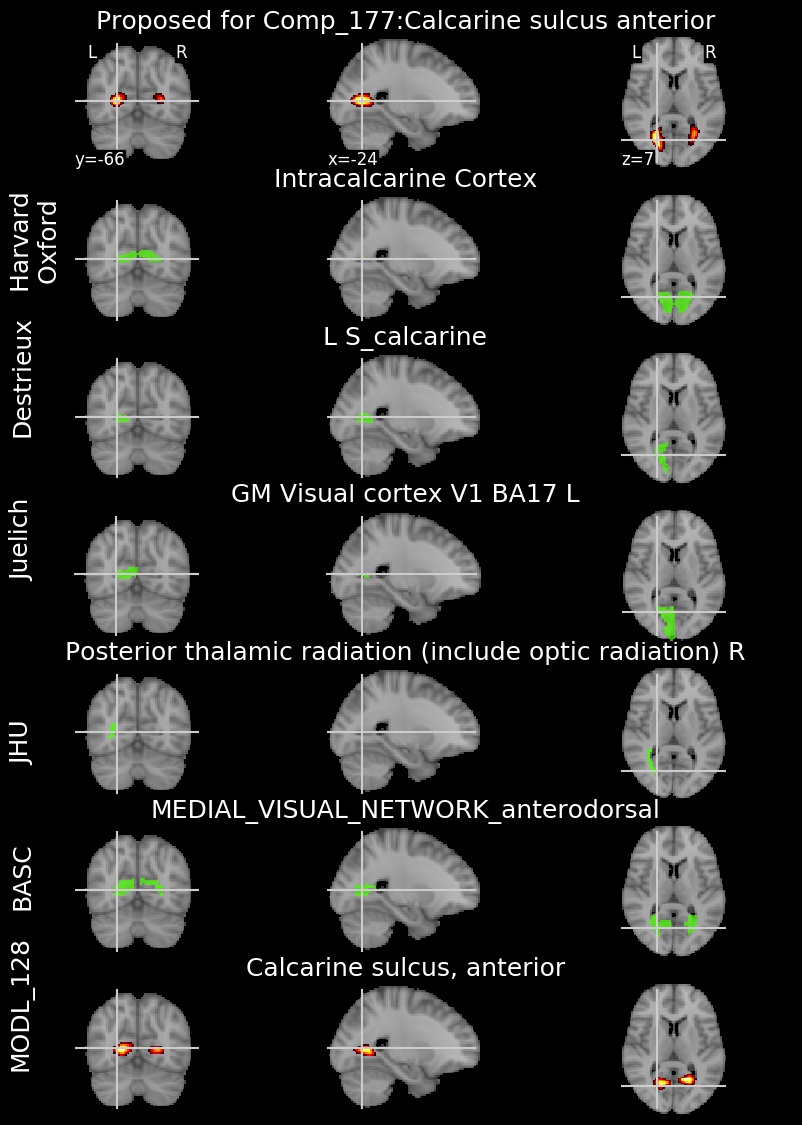 Proposed for Comp_177:Calcarine sulcus anterior
L R
L R
y=-66
x=-24
z=7
Intracalcarine Cortex
Harvard
Oxford
L S_calcarine
Destrieux
GM Visual cortex V1 BA17 L
Juelich
Posterior thalamic radiation (include optic radiation) R
JHU
MEDIAL_VISUAL_NETWORK_anterodorsal
BASC
Calcarine sulcus, anterior
MODL_128